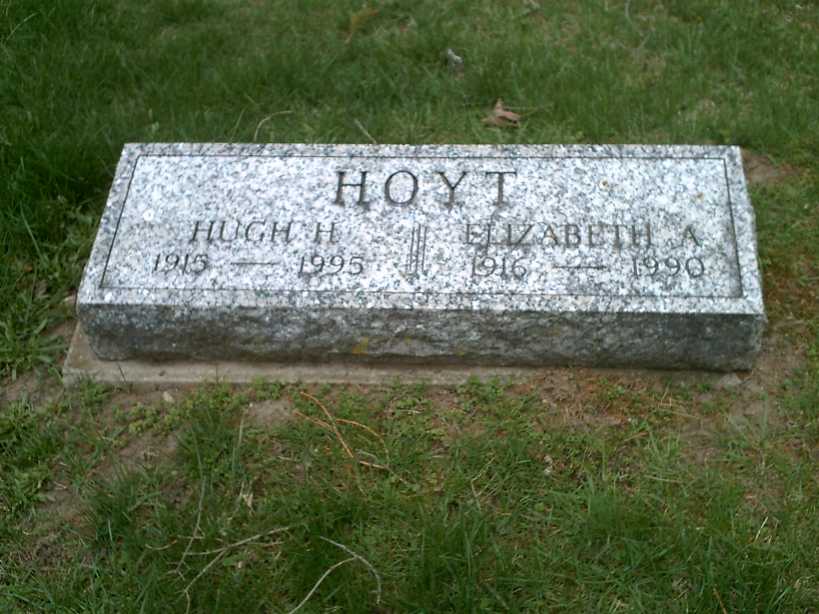 HOYT
HUGH H ELIZABETH A
1915 — 1995 1916 — 1990